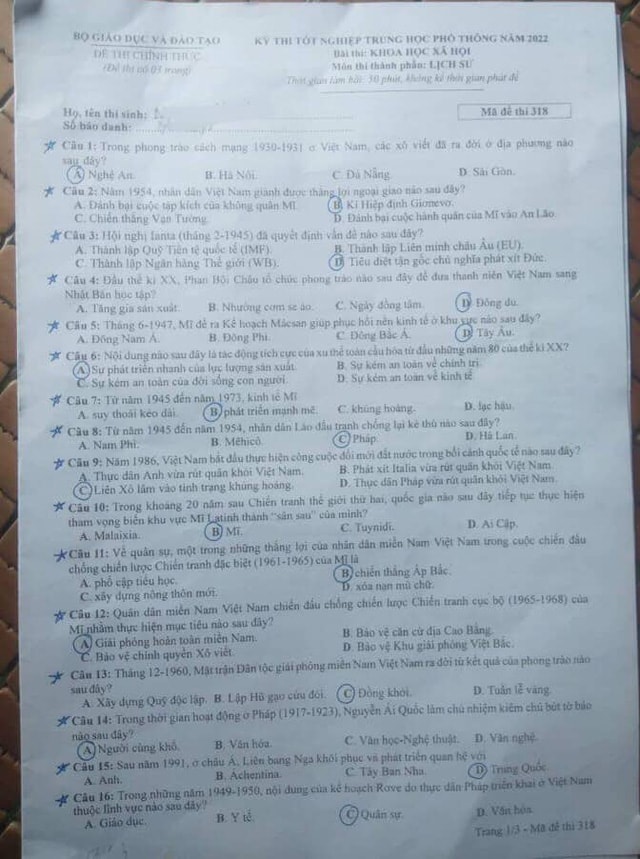 BỘ GIÁO DỤC VÀ ĐÀO TẠO
ĐỀ THI CHÍNH THỨC
(Đề thi có 03 trang)
KỲ THI TỐT NGHIỆP TRUNG HỌC PHỔ THÔNG NĂM 2022
Bài thi: KHOA HỌC XÃ HỘI
Môn thi thành phần: LỊCH SỬ
Thời gian làm bài: 50 phút, không kể thời gian phát đề
Họ, tên thí sinh:
Số báo danh:
Mã đề thi 318
Câu 1: Trong phong trào cách mạng 1930-1931 ở Việt Nam, các xô viết đã ra đời ở địa phương nào
sau đây?
A. Nghệ An. B. Hà Nội. C. Đà Nẵng. D. Sài Gòn.
Câu 2: Năm 1954, nhân dân Việt Nam giành được thắng lợi ngoại giao nào sau đây?
A. Đánh bại cuộc tập kích của không quân Mĩ. B. Kí Hiệp định Giơnevơ.
C. Chiến thắng Vạn Tường. D. Đánh bại cuộc hành quân của Mĩ vào An Lão.
Câu 3: Hội nghị Ianta (tháng 2-1945) đã quyết định vấn đề nào sau đây?
A. Thành lập Quỹ Tiền tệ quốc tế (IMF). B. Thành lập Liên minh châu Âu (EU).
C. Thành lập Ngân hàng Thế giới (WB). D. Tiêu diệt tận gốc chủ nghĩa phát xít Đức.
Câu 4: Đầu thế kỉ XX, Phan Bội Châu tổ chức phong trào nào sau đây để đưa thanh niên Việt Nam sang
Nhật Bản học tập?
A. Tăng gia sản xuất. B. Nhường cơm sẻ áo. C. Ngày đồng tâm. D. Đông du.
Câu 5: Tháng 6-1947, Mĩ đề ra Kế hoạch Mácsan giúp phục hồi nền kinh tế ở khu vực nào sau đây?
A. Đông Nam Á. B. Đông Phi. C. Đông Bắc Á. D. Tây Âu.
Câu 6: Nội dung nào sau đây là tác động tích cực của xu thế toàn cầu hóa từ đầu những năm 80 của thế kỉ XX?
A. Sự phát triển nhanh của lực lượng sản xuất. B. Sự kém an toàn về chính trị.
C. Sự kém an toàn của đời sống con người. D. Sự kém an toàn về kinh tế.
Câu 7: Từ năm 1945 đến năm 1973, kinh tế Mĩ
A. suy thoái kéo dài. B. phát triển mạnh mẽ. C. khủng hoảng. D. lạc hậu.
Câu 8: Từ năm 1945 đến năm 1954, nhân dân Lào đấu tranh chống lại kẻ thù nào sau đây?
A. Nam Phi. B. Mêhicô. C. Pháp. D. Hà Lan.
Câu 9: Năm 1986, Việt Nam bắt đầu thực hiện công cuộc đổi mới đất nước trong bối cảnh quốc tế nào sau đây?
A. Thực dân Anh vừa rút quân khỏi Việt Nam. B. Phát xít Italia vừa rút quân khỏi Việt Nam.
C. Liên Xô lâm vào tình trạng khủng hoảng. D. Thực dân Pháp vừa rút quân khỏi Việt Nam.
Câu 10: Trong khoảng 20 năm sau Chiến tranh thế giới thứ hai, quốc gia nào sau đây tiếp tục thực hiện
tham vọng biến khu vực Mĩ Latinh thành “sân sau” của mình?
A. Malaixia. B. Mĩ. C. Tuynidi. D. Ai Cập.
Câu 11: Về quân sự, một trong những thắng lợi của nhân dân miền Nam Việt Nam trong cuộc chiến đấu
chống chiến lược Chiến tranh đặc biệt (1961-1965) của Mĩ là
A. phổ cập tiểu học. B. chiến thắng Ấp Bắc.
C. xây dựng nông thôn mới. D. xóa nạn mù chữ.
Câu 12: Quân dân miền Nam Việt Nam chiến đấu chống chiến lược Chiến tranh cục bộ (1965-1968) của
Mĩ nhằm thực hiện mục tiêu nào sau đây?
A. Giải phóng hoàn toàn miền Nam. B. Bảo vệ căn cứ địa Cao Bằng.
C. Bảo vệ chính quyền Xô viết. D. Bảo vệ Khu giải phóng Việt Bắc.
Câu 13: Tháng 12-1960, Mặt trận Dân tộc giải phóng miền Nam Việt Nam ra đời từ kết quả của phong trào nào
sau đây?
A. Xây dựng Quỹ độc lập. B. Lập Hũ gạo cứu đói. C. Đồng khởi. D. Tuần lễ vàng.
Câu 14: Trong thời gian hoạt động ở Pháp (1917-1923), Nguyễn Ái Quốc làm chủ nhiệm kiêm chủ bút tờ báo
nào sau đây?
A. Người cùng khổ. B. Văn hóa. C. Văn học-Nghệ thuật. D. Văn nghệ.
Câu 15: Sau năm 1991, ở châu Á, Liên bang Nga khôi phục và phát triển quan hệ với
A. Anh. B. Áchentina. C. Tây Ban Nha. D. Trung Quốc.
Câu 16: Trong những năm 1949-1950, nội dung của kế hoạch Rơve do thực dân Pháp triển khai ở Việt Nam
thuộc lĩnh vực nào sau đây?
A. Giáo dục. B. Y tế. C. Quân sự. D. Văn hóa.
Trang 1/3 - Mã đề thi 318